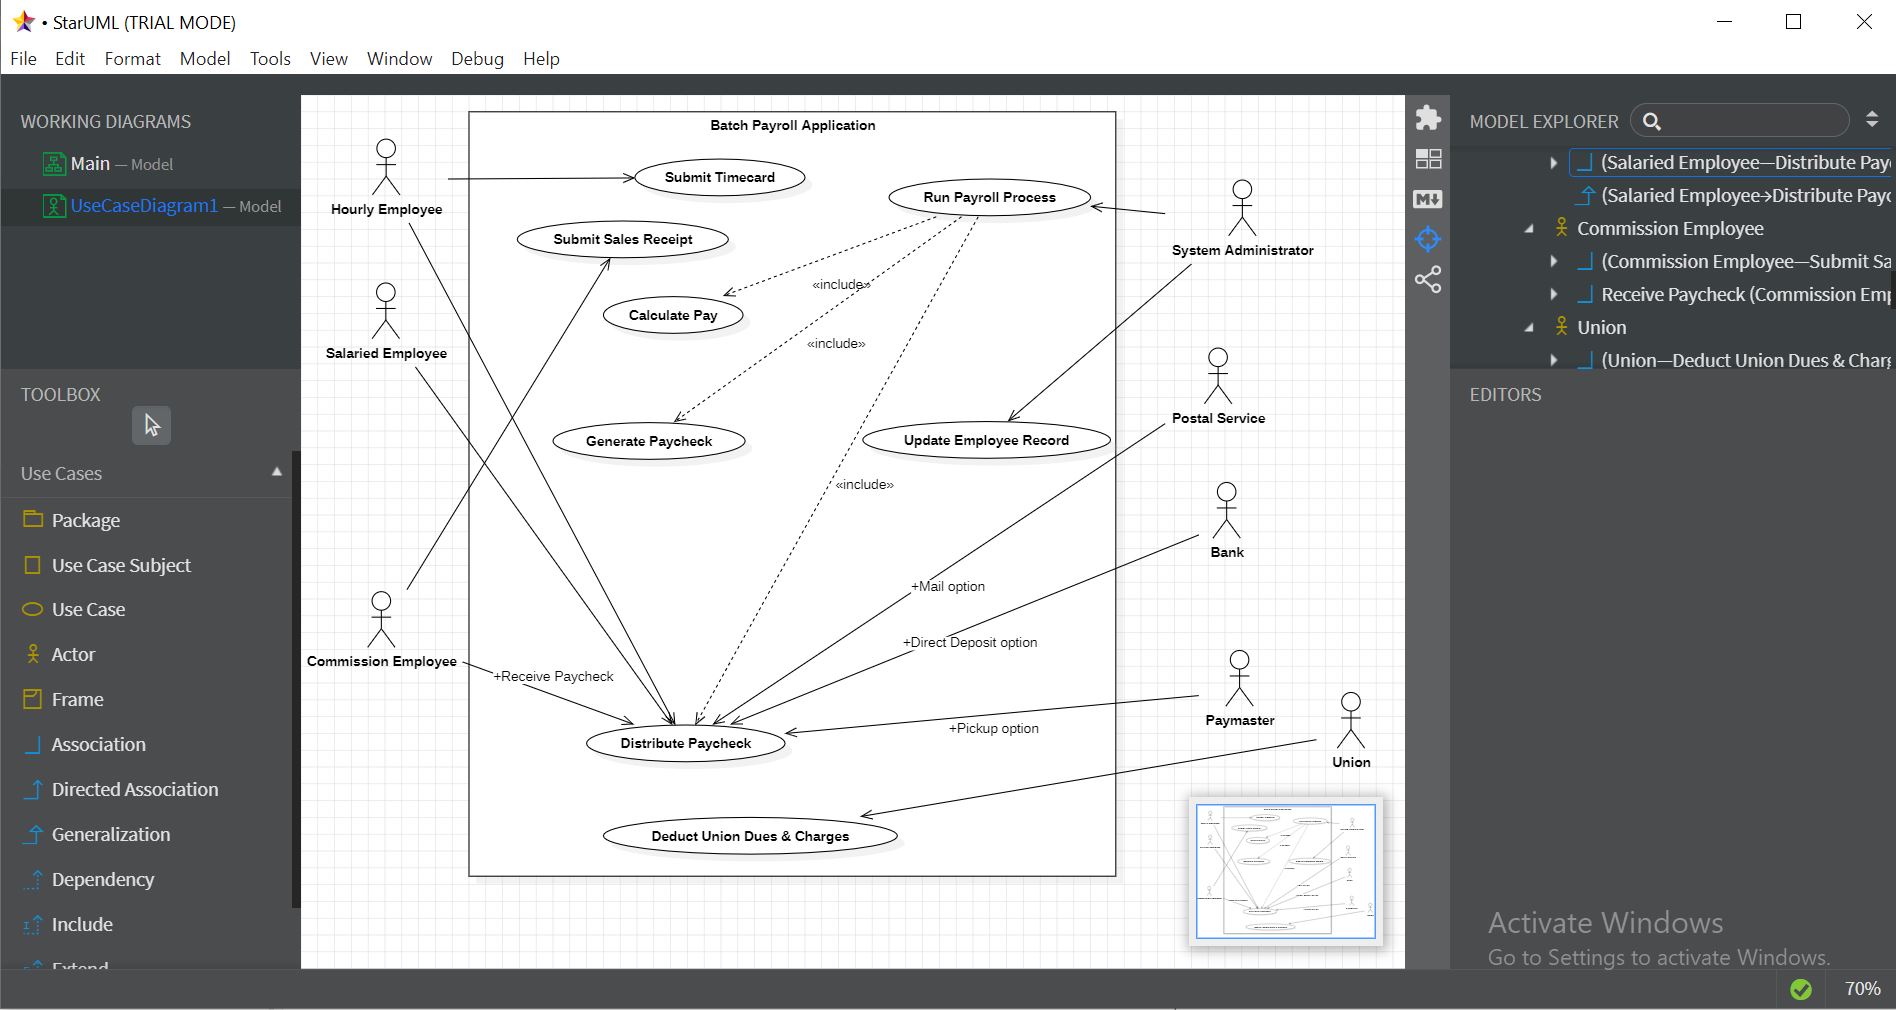 • StarUML (TRIAL MODE)
File Edit Format Model Tools View Window Debug Help
WORKING DIAGRAMS
Main — Model
UseCaseDiagram1 — Model
TOOLBOX
Use Cases
Package
Use Case Subject
Use Case
Actor
Frame
Association
Directed Association
Generalization
Dependency
Include
Extend
Batch Payroll Application
Hourly Employee
Salaried Employee
Commission Employee
Submit Timecard
Run Payroll Process
Submit Sales Receipt
«include»
Calculate Pay
«include»
Generate Paycheck
Update Employee Record
«include»
+Mail option
+Direct Deposit option
+Receive Paycheck
+Pickup option
Distribute Paycheck
Deduct Union Dues & Charges
System Administrator
Postal Service
Bank
Paymaster
Union
M
MODEL EXPLORER
(Salaried Employee—Distribute Payc
(Salaried Employee→Distribute Payc
Commission Employee
(Commission Employee—Submit Sa
Receive Paycheck (Commission Emp
Union
(Union—Deduct Union Dues & Charg
EDITORS
Activate Windows
Go to Settings to activate Windows.
70%